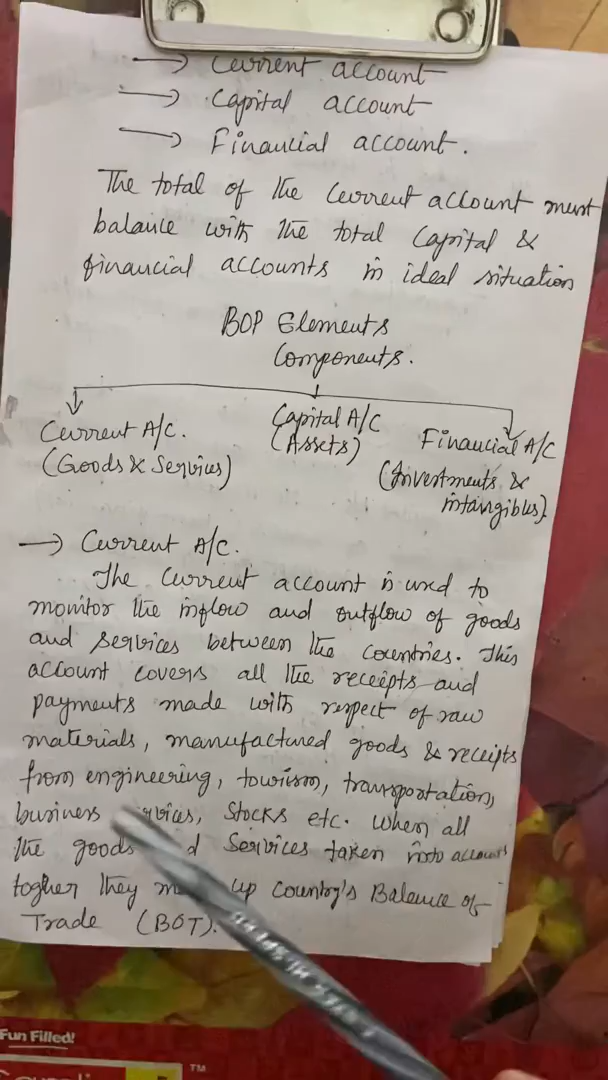 → Current account
→ Capital account
→ Financial account.
The total of the Current account must
balance with the total Capital &
financial accounts in ideal situation
BOP Elements
Components.
Current A/C.
(Goods & Services)
Capital A/C
(Assets)
Financial A/C
(Investments &
intangibles).
→ Current A/C.
The Current account is used to
monitor the inflow and outflow of goods
and services between the countries. This
account covers all the receipts and
payments made with respect of raw
materials, manufactured goods & receipts
from engineering, tourism, transportation,
business, stocks etc. When all
the goods Services taken into account
togher they up Country's Balance of
Trade (BOT).
Fun Filled!
TM